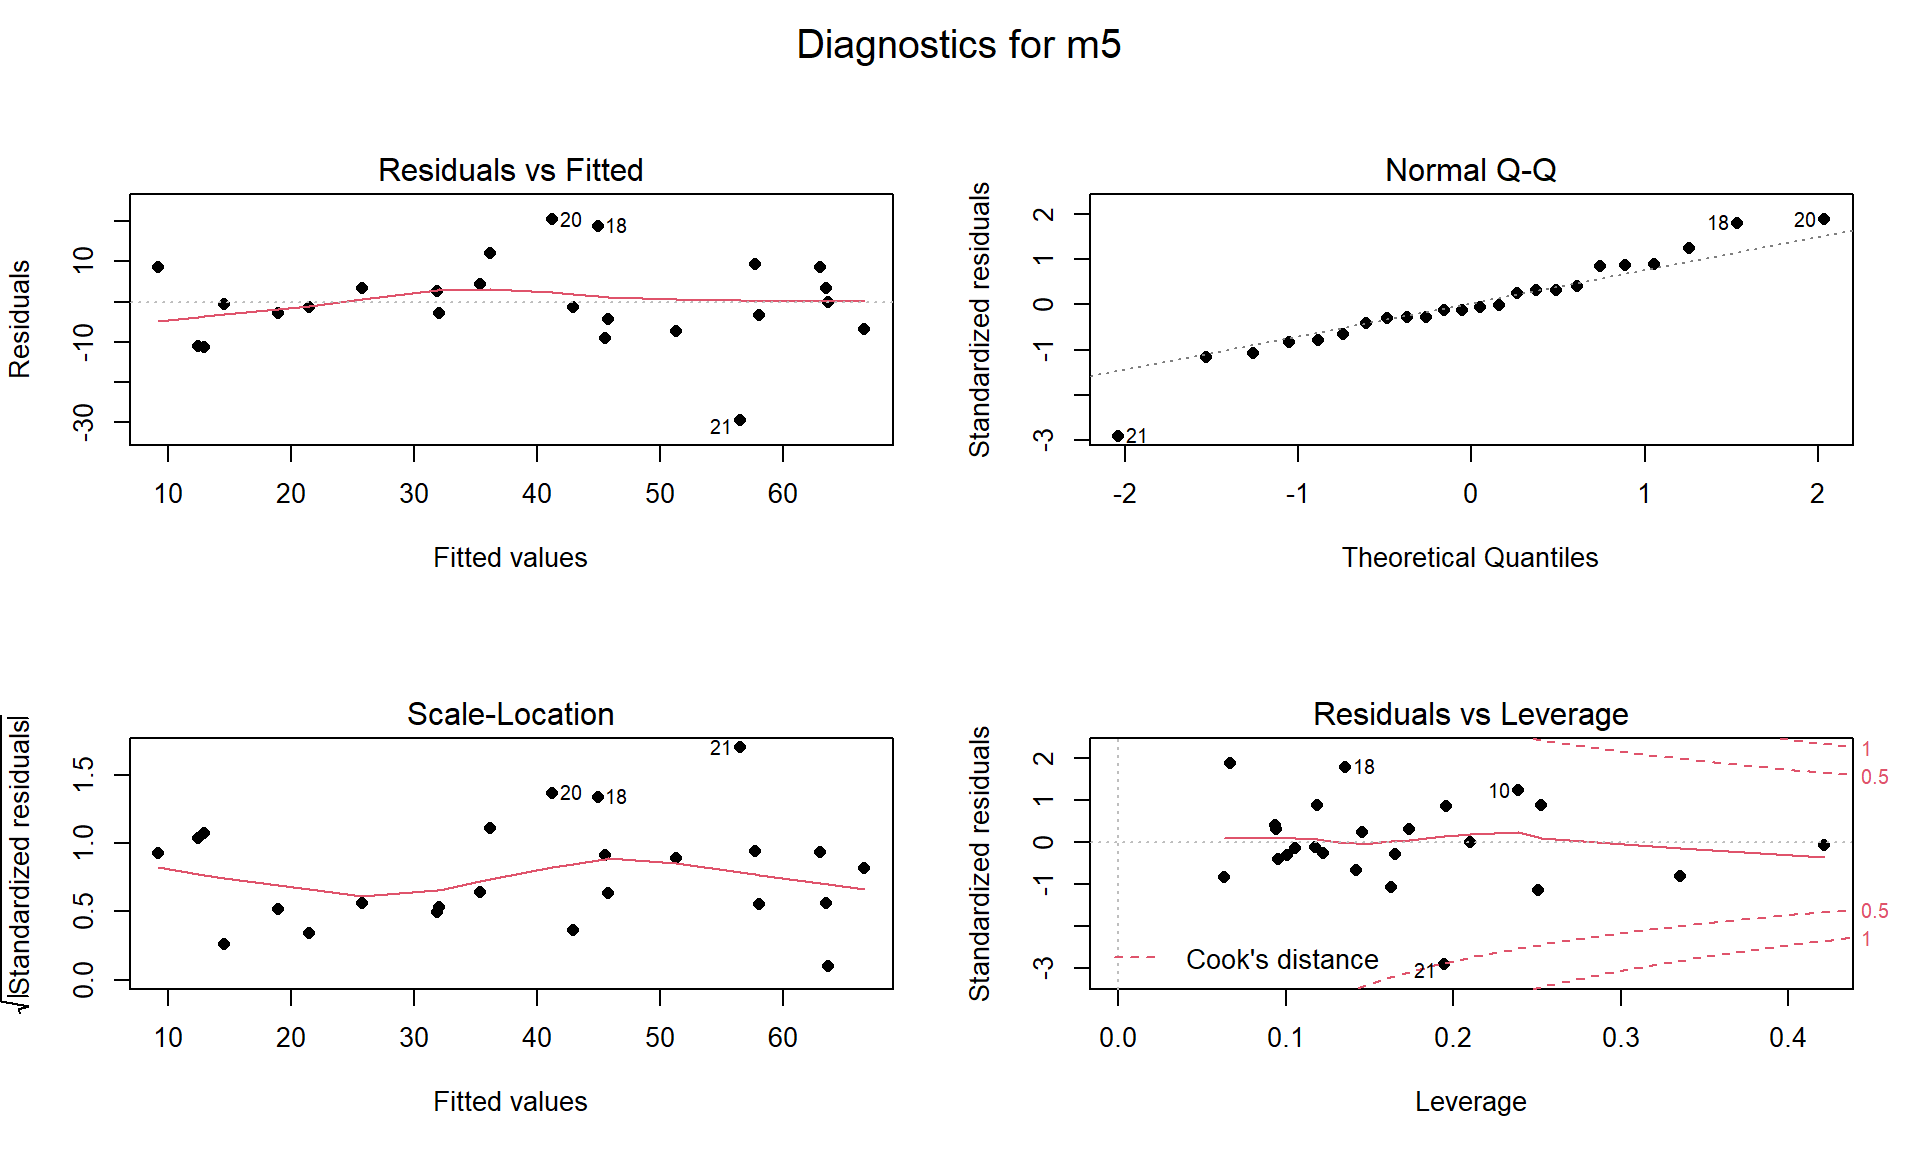 Diagnostics for m5
Residuals vs Fitted
Residuals
10
-10
-30
20
18
21
10 20 30 40 50 60
Fitted values
Normal Q-Q
Standardized residuals
2
1
0
-1
-3
18
20
21
-2 -1 0 1 2
Theoretical Quantiles
Scale-Location
√|Standardized residuals|
1.5
1.0
0.5
0.0
21
20
18
10 20 30 40 50 60
Fitted values
Residuals vs Leverage
Standardized residuals
2
1
0
-1
-3
18
10
21
1
0.5
0.5
1
Cook's distance
0.0 0.1 0.2 0.3 0.4
Leverage